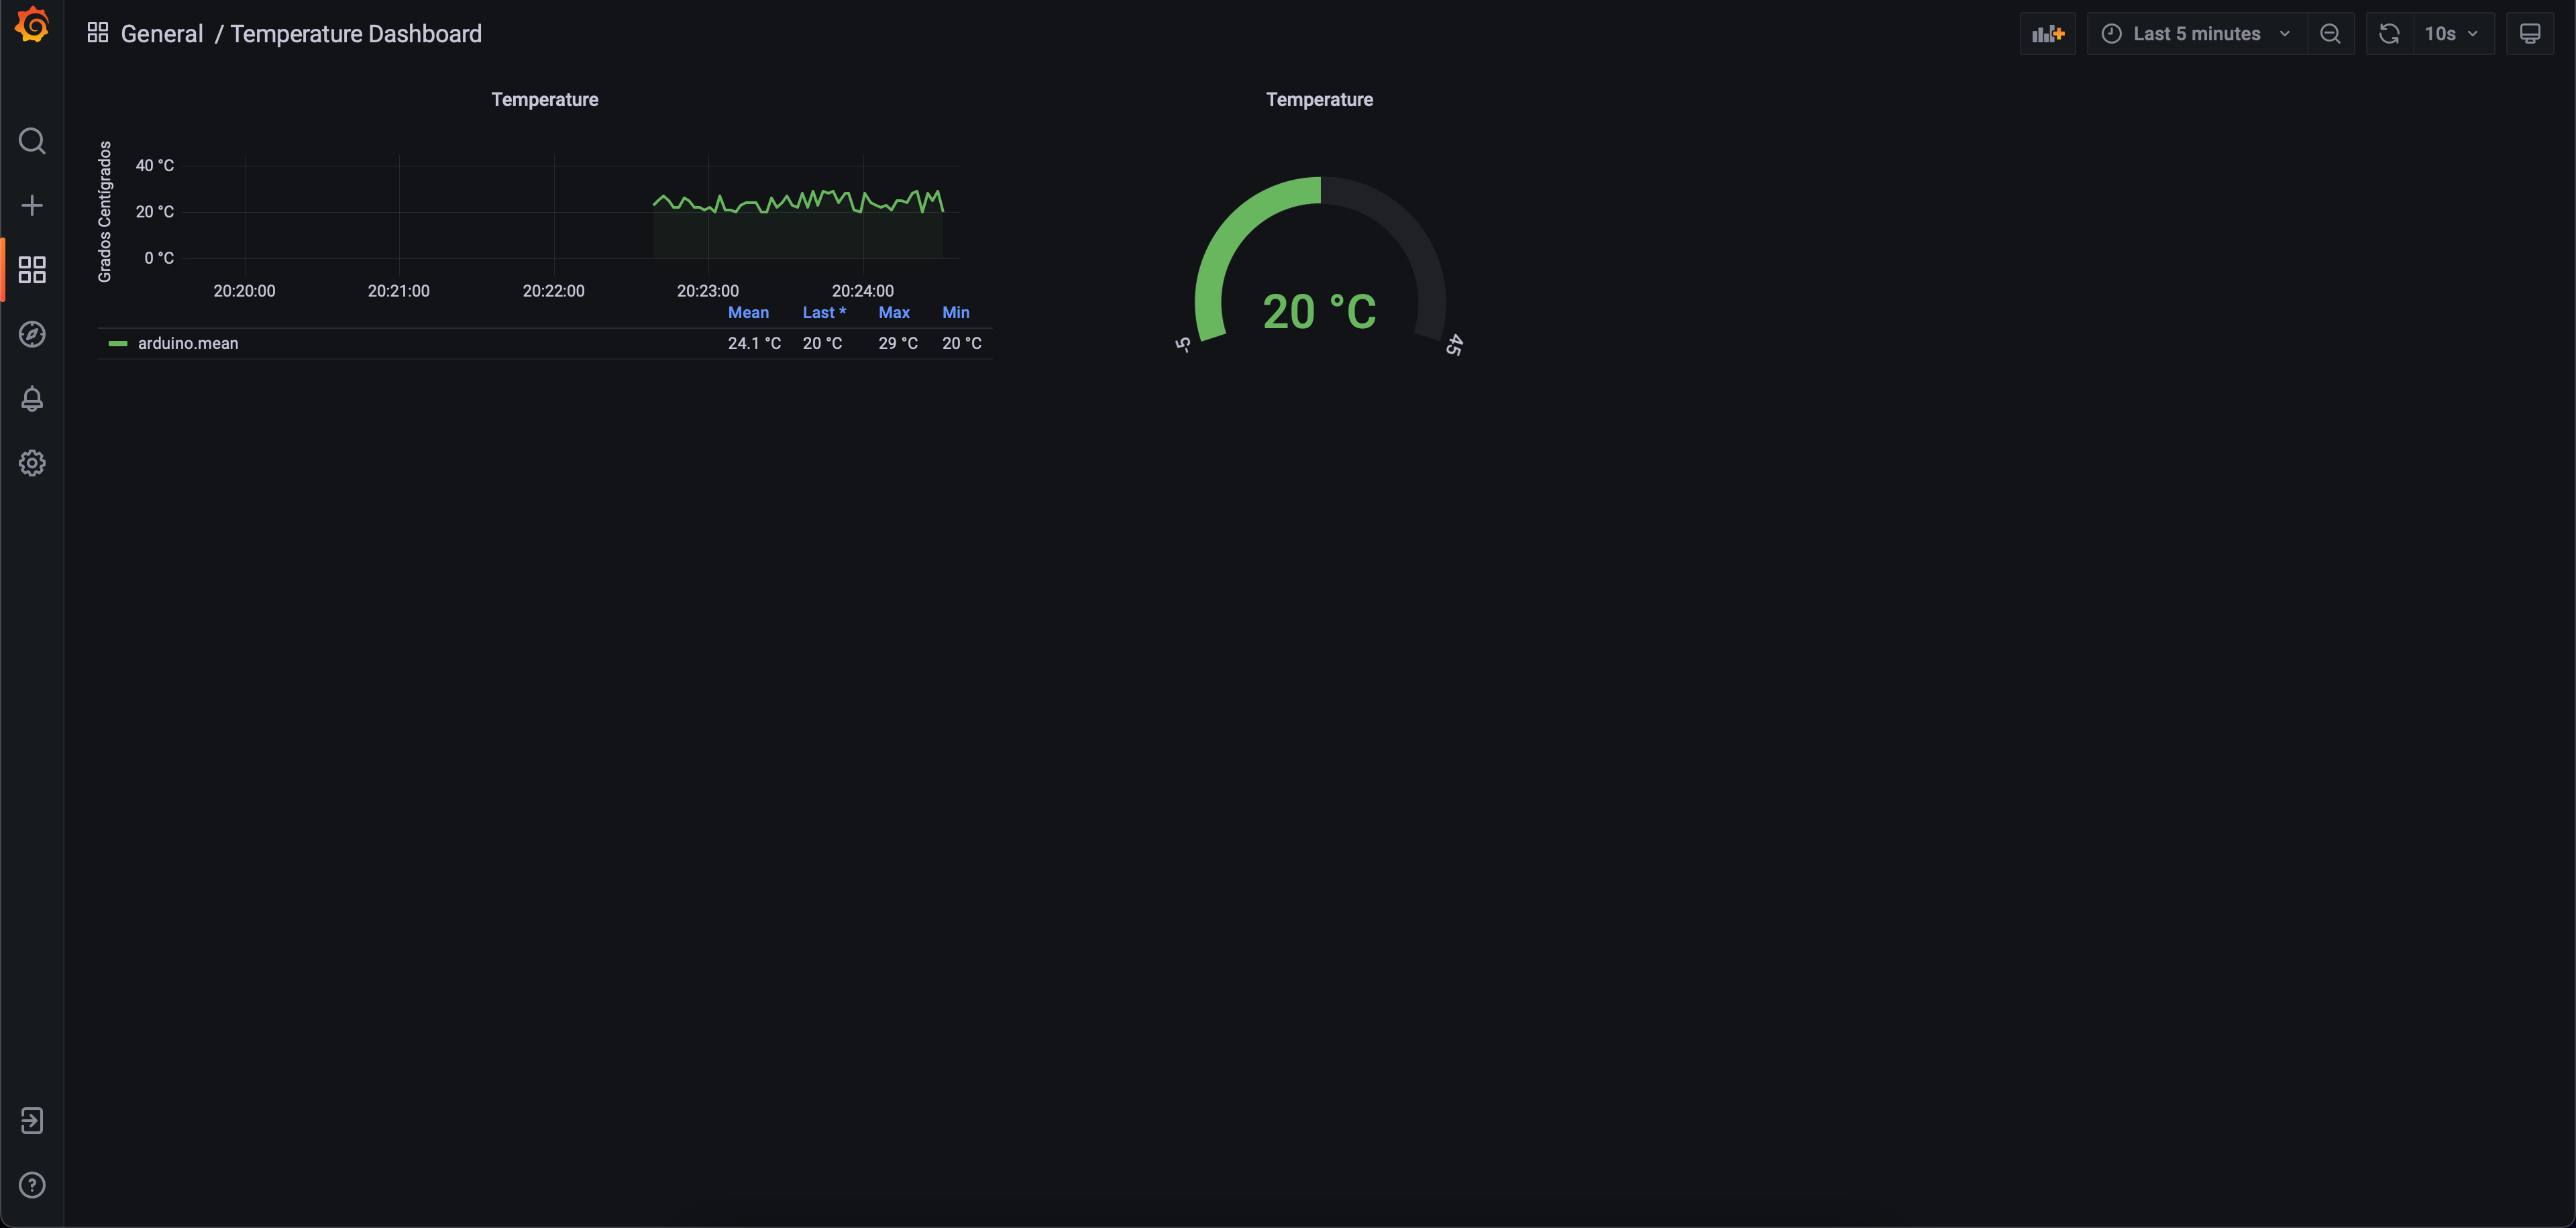 General / Temperature Dashboard
Last 5 minutes
10s
Temperature
Grados Centígrados
40 °C
20 °C
0 °C
20:20:00 20:21:00 20:22:00 20:23:00 20:24:00
Mean Last * Max Min
arduino.mean 24.1 °C 20 °C 29 °C 20 °C
Temperature
20 °C
-5
45